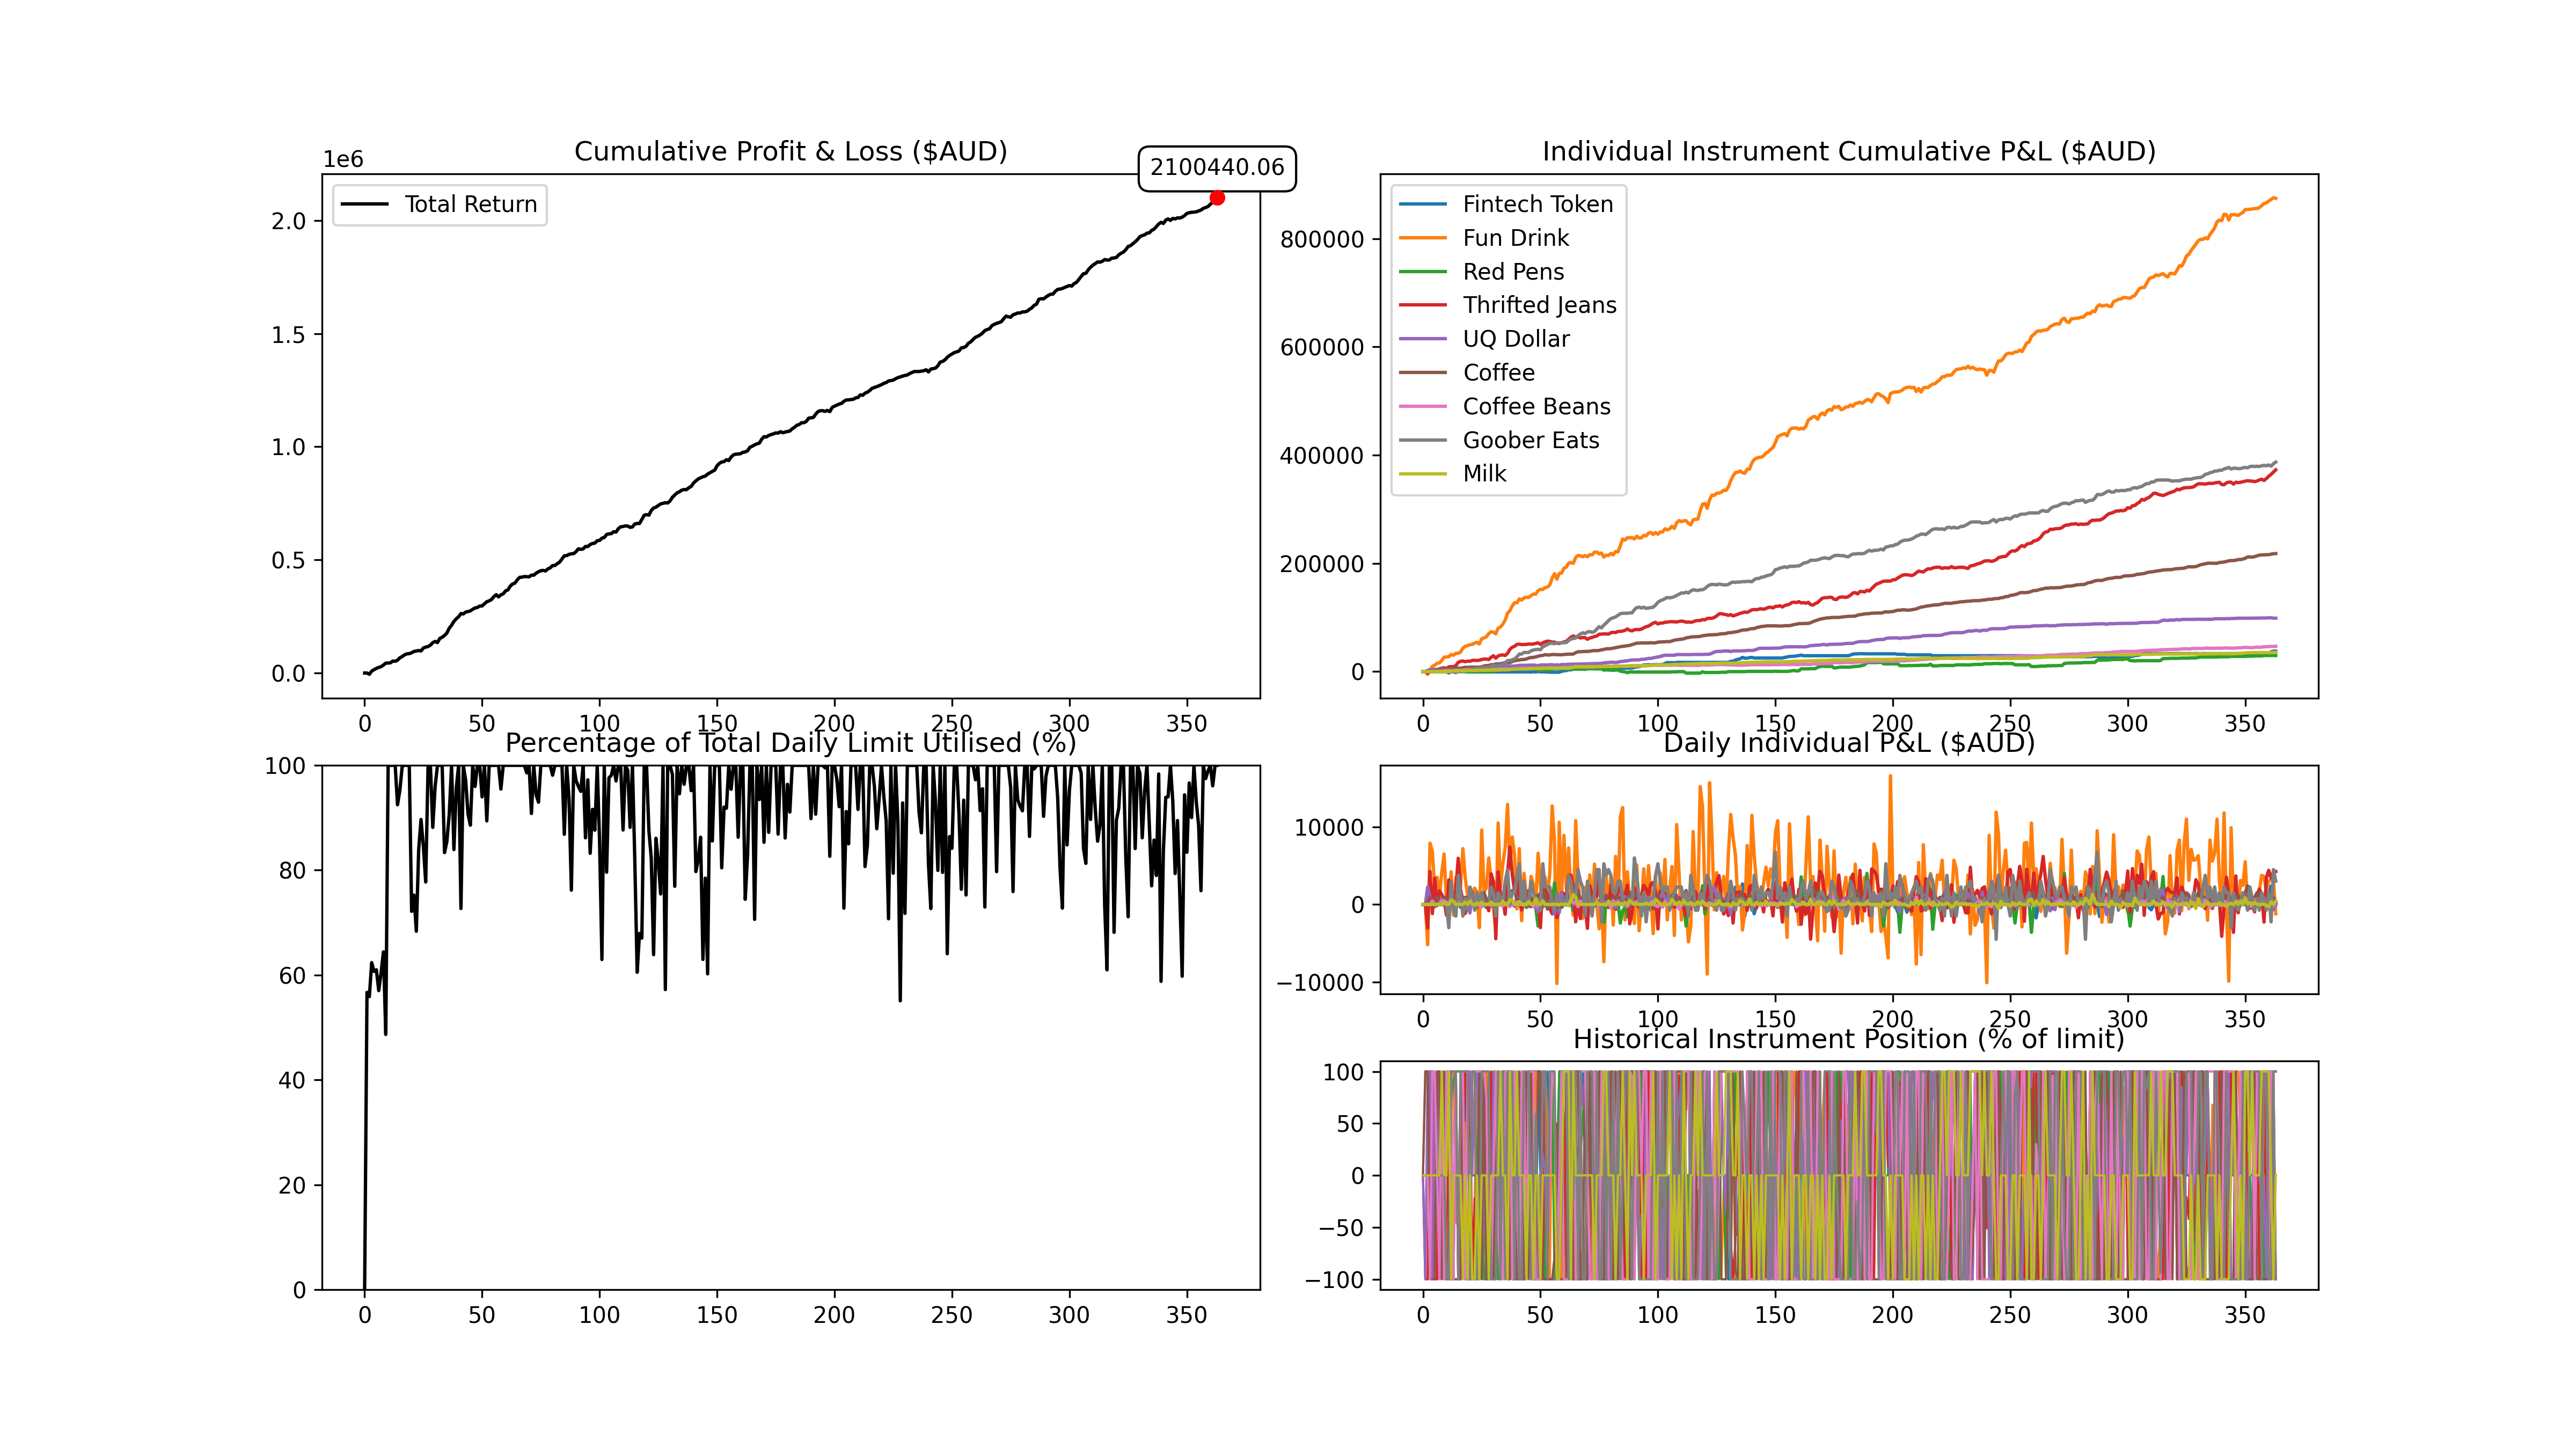 Cumulative Profit & Loss ($AUD)
1e6
2100440.06
Total Return
2.0
1.5
1.0
0.5
0.0
0 50 100 150 200 250 300 350
Individual Instrument Cumulative P&L ($AUD)
Fintech Token
Fun Drink
Red Pens
Thrifted Jeans
UQ Dollar
Coffee
Coffee Beans
Goober Eats
Milk
800000
600000
400000
200000
0
0 50 100 150 200 250 300 350
Percentage of Total Daily Limit Utilised (%)
100
80
60
40
20
0
0 50 100 150 200 250 300 350
Daily Individual P&L ($AUD)
10000
0
−10000
0 50 100 150 200 250 300 350
Historical Instrument Position (% of limit)
100
50
0
−50
−100
0 50 100 150 200 250 300 350